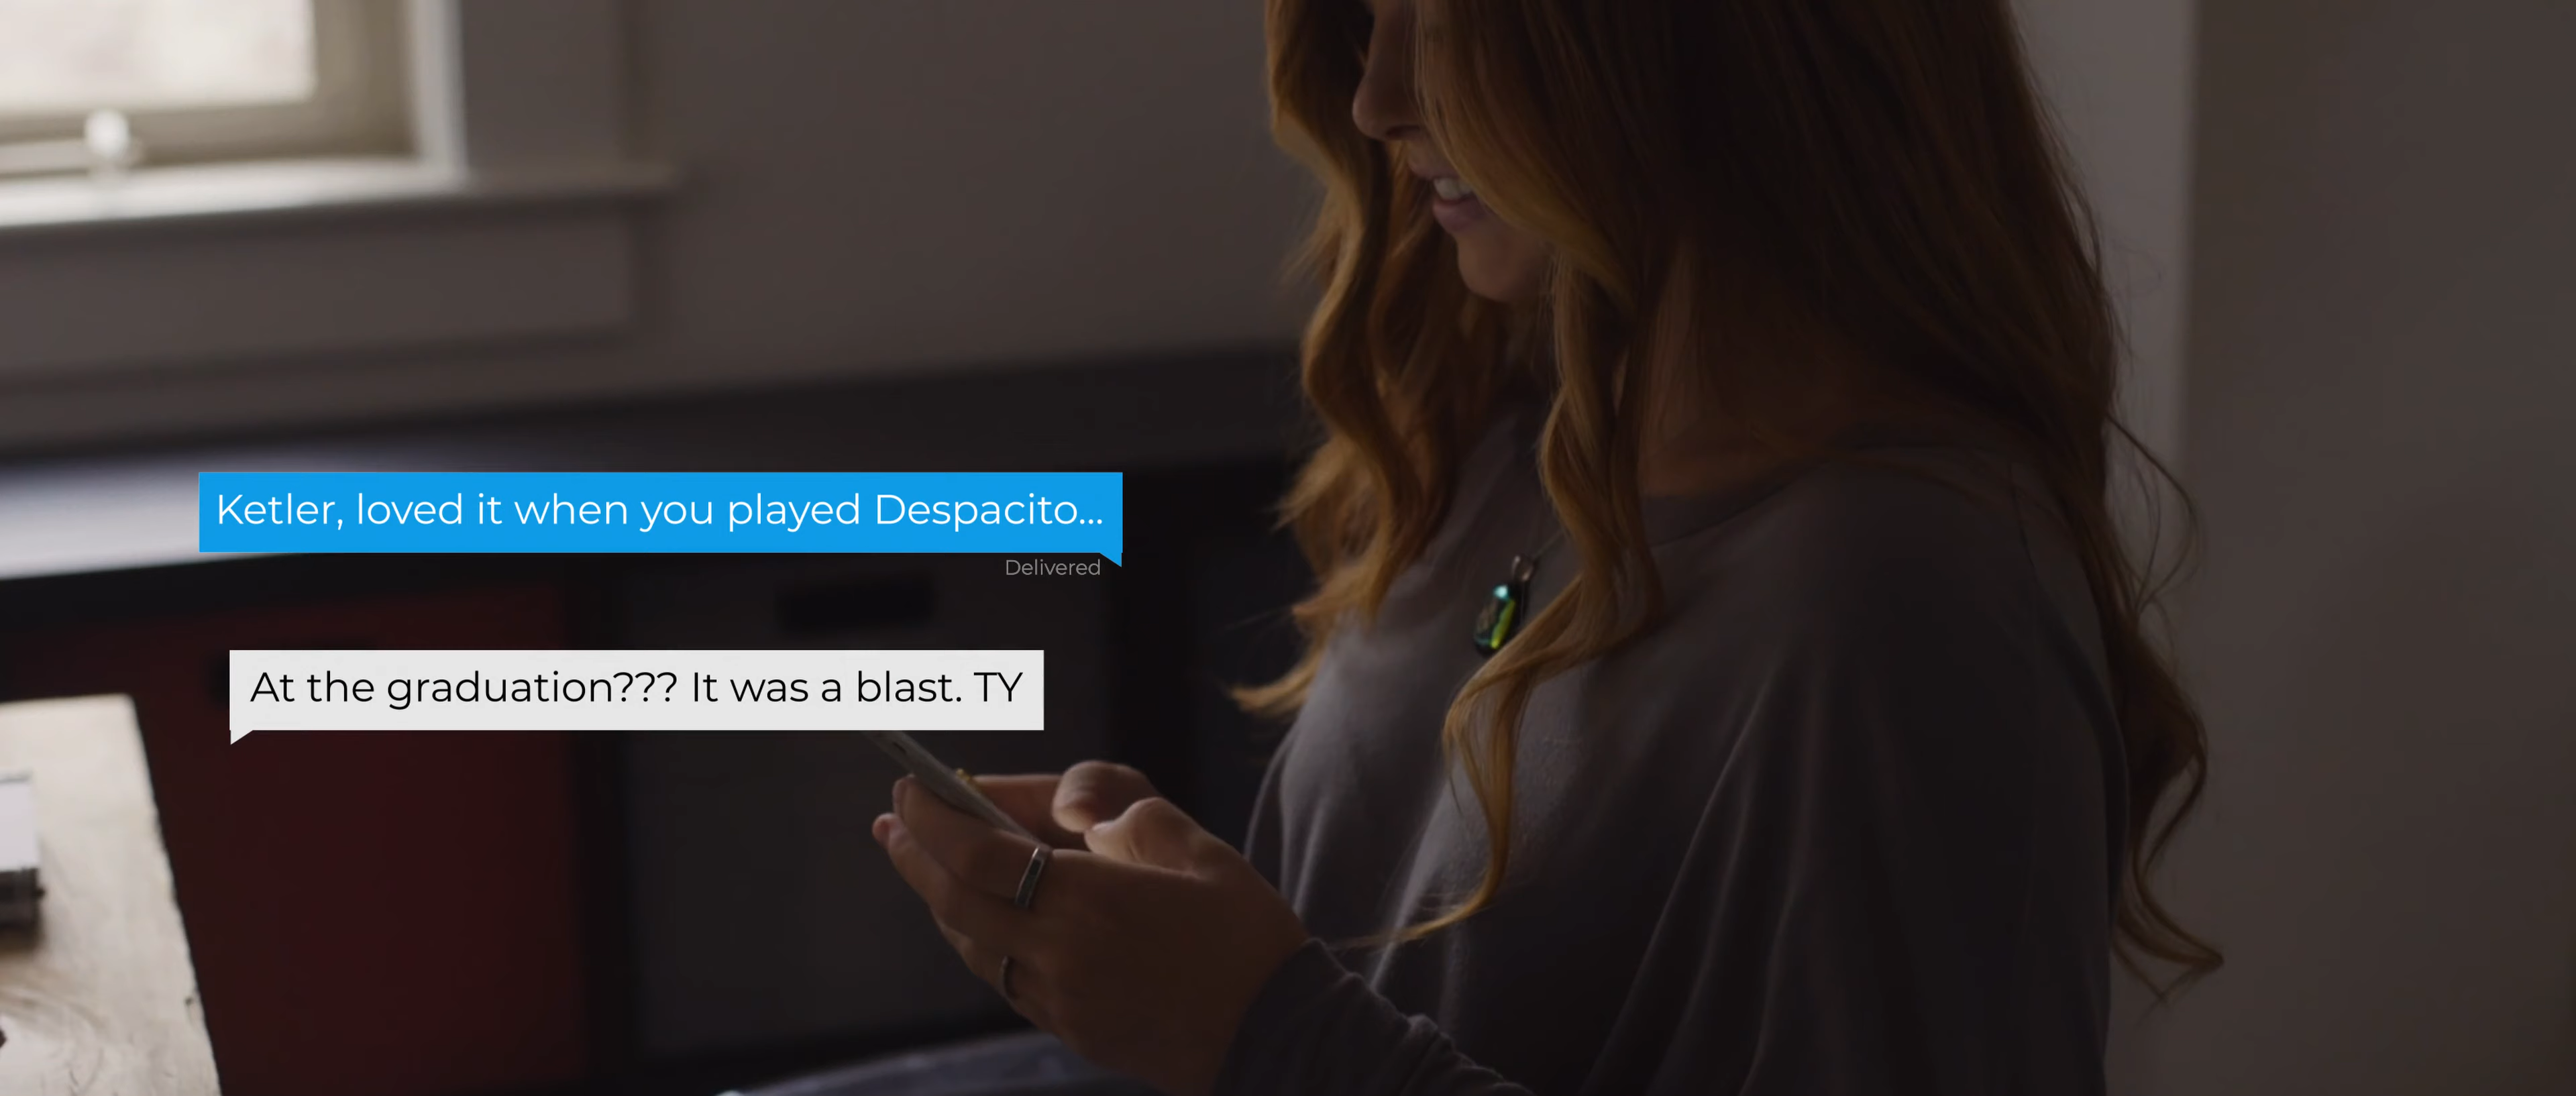 Ketler, loved it when you played Despacito...
Delivered
At the graduation??? It was a blast. TY